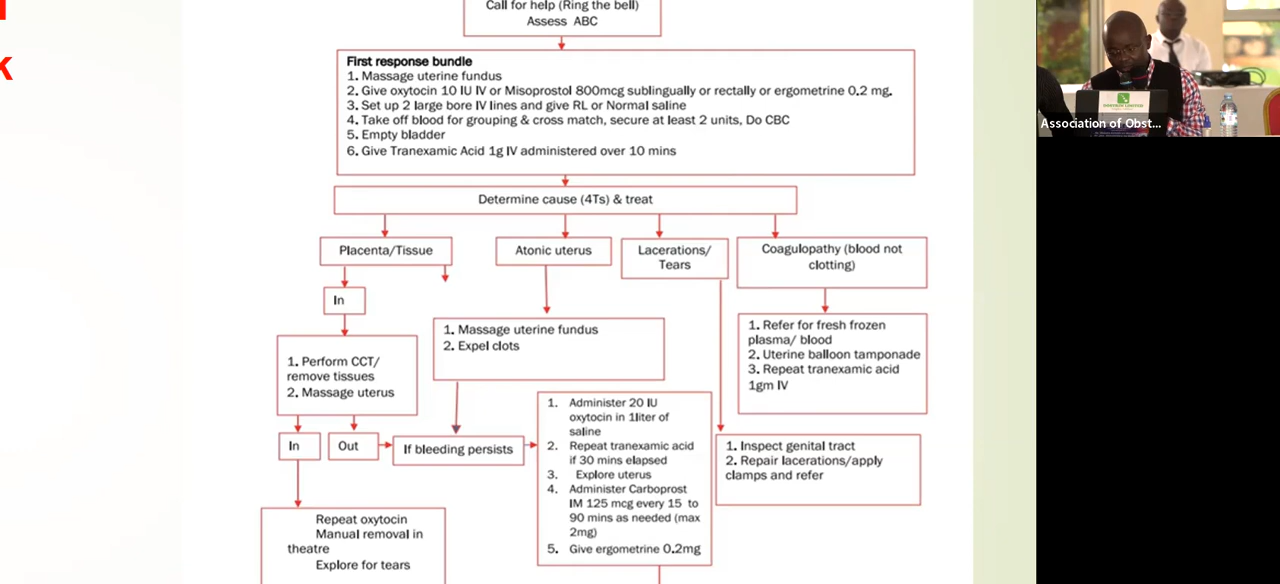 k
Call for help (Ring the bell)
Assess ABC
First response bundle
1. Massage uterine fundus
2. Give oxytocin 10 IU IV or Misoprostol 800mcg sublingually or rectally or ergometrine 0.2 mg.
3. Set up 2 large bore IV lines and give RL or Normal saline
4. Take off blood for grouping & cross match, secure at least 2 units, Do CBC
5. Empty bladder
6. Give Tranexamic Acid 1g IV administered over 10 mins
Determine cause (4Ts) & treat
Placenta/Tissue
Atonic uterus
Lacerations/
Tears
Coagulopathy (blood not
clotting)
In
1. Perform CCT/
remove tissues
2. Massage uterus
1. Massage uterine fundus
2. Expel clots
1. Refer for fresh frozen
plasma/ blood
2. Uterine balloon tamponade
3. Repeat tranexamic acid
1gm IV
In
Out
If bleeding persists
1. Administer 20 IU
oxytocin in 1liter of
saline
2. Repeat tranexamic acid
if 30 mins elapsed
3. Explore uterus
4. Administer Carboprost
IM 125 mcg every 15 to
90 mins as needed (max
2mg)
5. Give ergometrine 0.2mg
1. Inspect genital tract
2. Repair lacerations/apply
clamps and refer
Repeat oxytocin
Manual removal in
theatre
Explore for tears
Association of Obst...